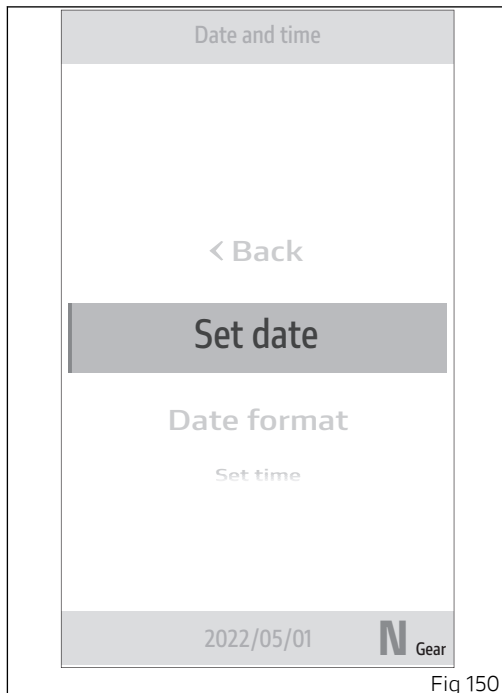 Date and time
< Back
Set date
Date format
Set time
2022/05/01 N Gear
Fig 150